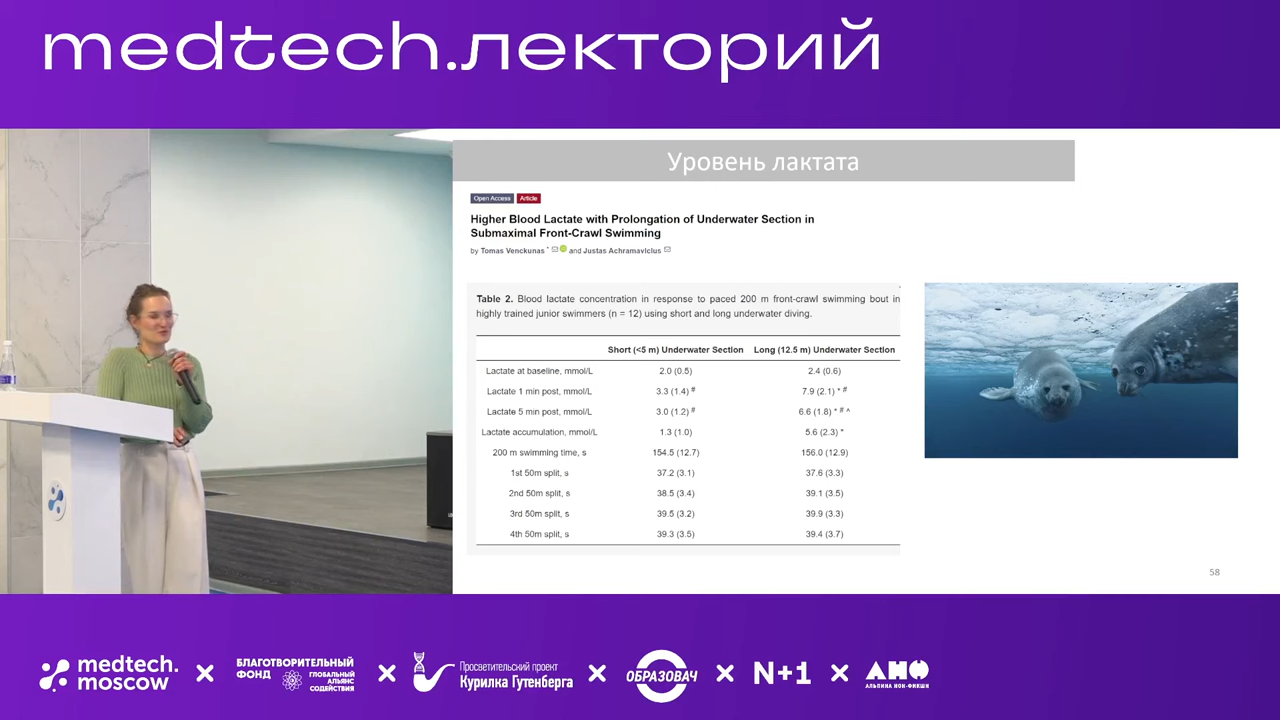 medtech.лекторий
Уровень лактата
Open Access Article
Higher Blood Lactate with Prolongation of Underwater Section in
Submaximal Front-Crawl Swimming
by Tomas Venckunas * and Justas Achramavicius
Table 2. Blood lactate concentration in response to paced 200 m front-crawl swimming bout in
highly trained junior swimmers (n = 12) using short and long underwater diving.
Short (<5 m) Underwater Section Long (12.5 m) Underwater Section
Lactate at baseline, mmol/L 2.0 (0.5) 2.4 (0.6)
Lactate 1 min post, mmol/L 3.3 (1.4) # 7.9 (2.1) * #
Lactate 5 min post, mmol/L 3.0 (1.2) # 6.6 (1.8) * # ^
Lactate accumulation, mmol/L 1.3 (1.0) 5.6 (2.3) *
200 m swimming time, s 154.5 (12.7) 156.0 (12.9)
1st 50m split, s 37.2 (3.1) 37.6 (3.3)
2nd 50m split, s 38.5 (3.4) 39.1 (3.5)
3rd 50m split, s 39.5 (3.2) 39.9 (3.3)
4th 50m split, s 39.3 (3.5) 39.4 (3.7)
58
medtech.
moscow
БЛАГОТВОРИТЕЛЬНЫЙ
ФОНД
ГЛОБАЛЬНЫЙ
АЛЬЯНС
СОДЕЙСТВИЯ
Просветительский проект
Курилка Гутенберга
ОБРАЗОВАЧ
N+1
АНФ
АЛЬПИНА НОН-ФИКШН